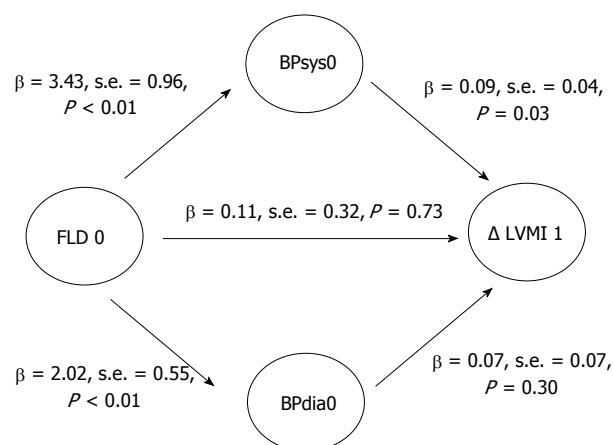 BPsys0
β = 3.43, s.e. = 0.96,
P < 0.01
β = 0.09, s.e. = 0.04,
P = 0.03
β = 0.11, s.e. = 0.32, P = 0.73
FLD 0
Δ LVMI 1
β = 2.02, s.e. = 0.55,
P < 0.01
β = 0.07, s.e. = 0.07,
P = 0.30
BPdia0